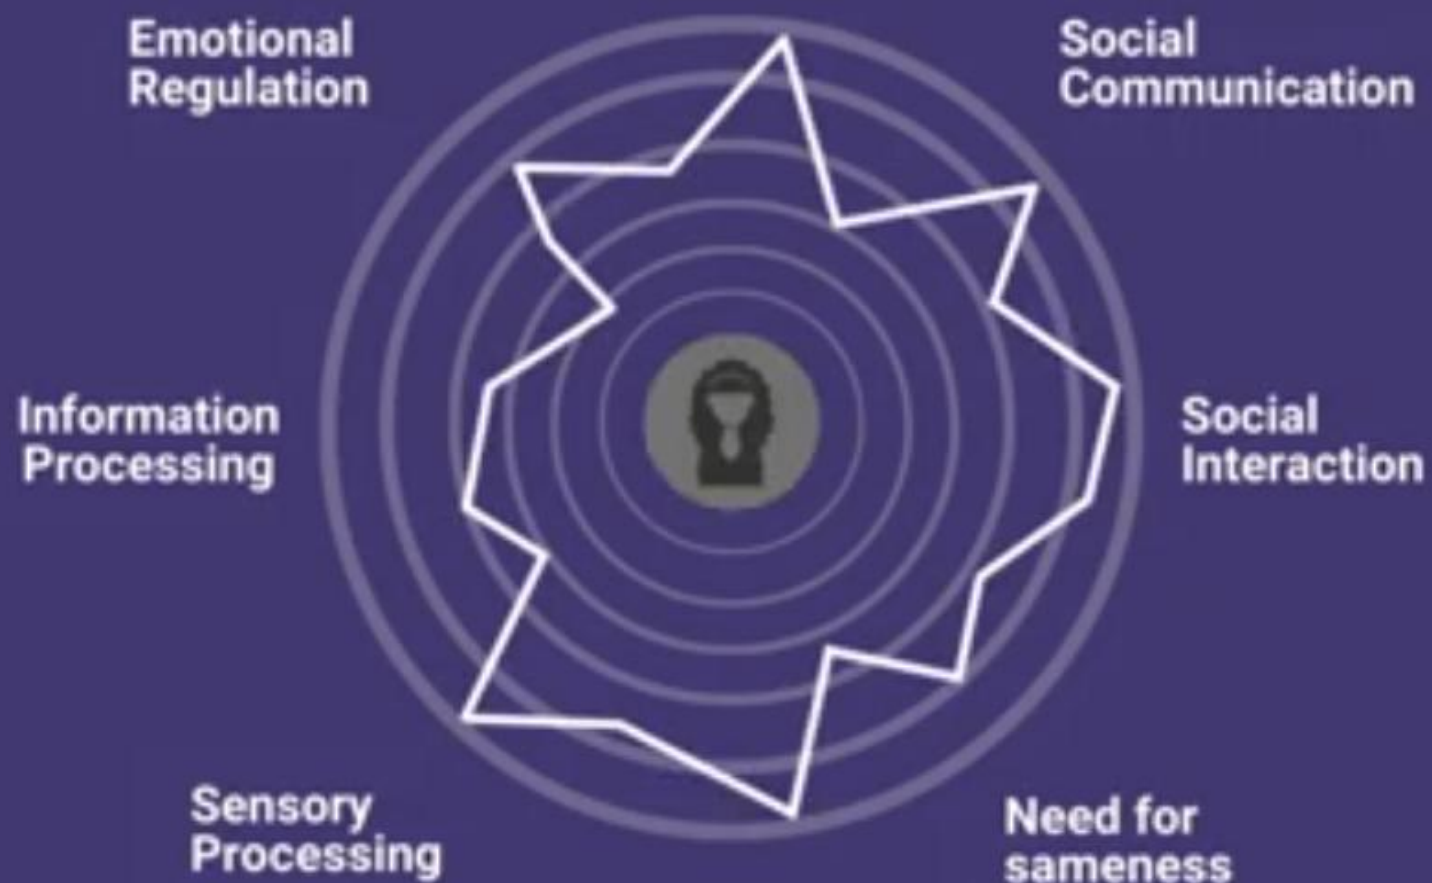 Emotional
Regulation
Social
Communication
Information
Processing
Social
Interaction
Sensory
Processing
Need for
sameness